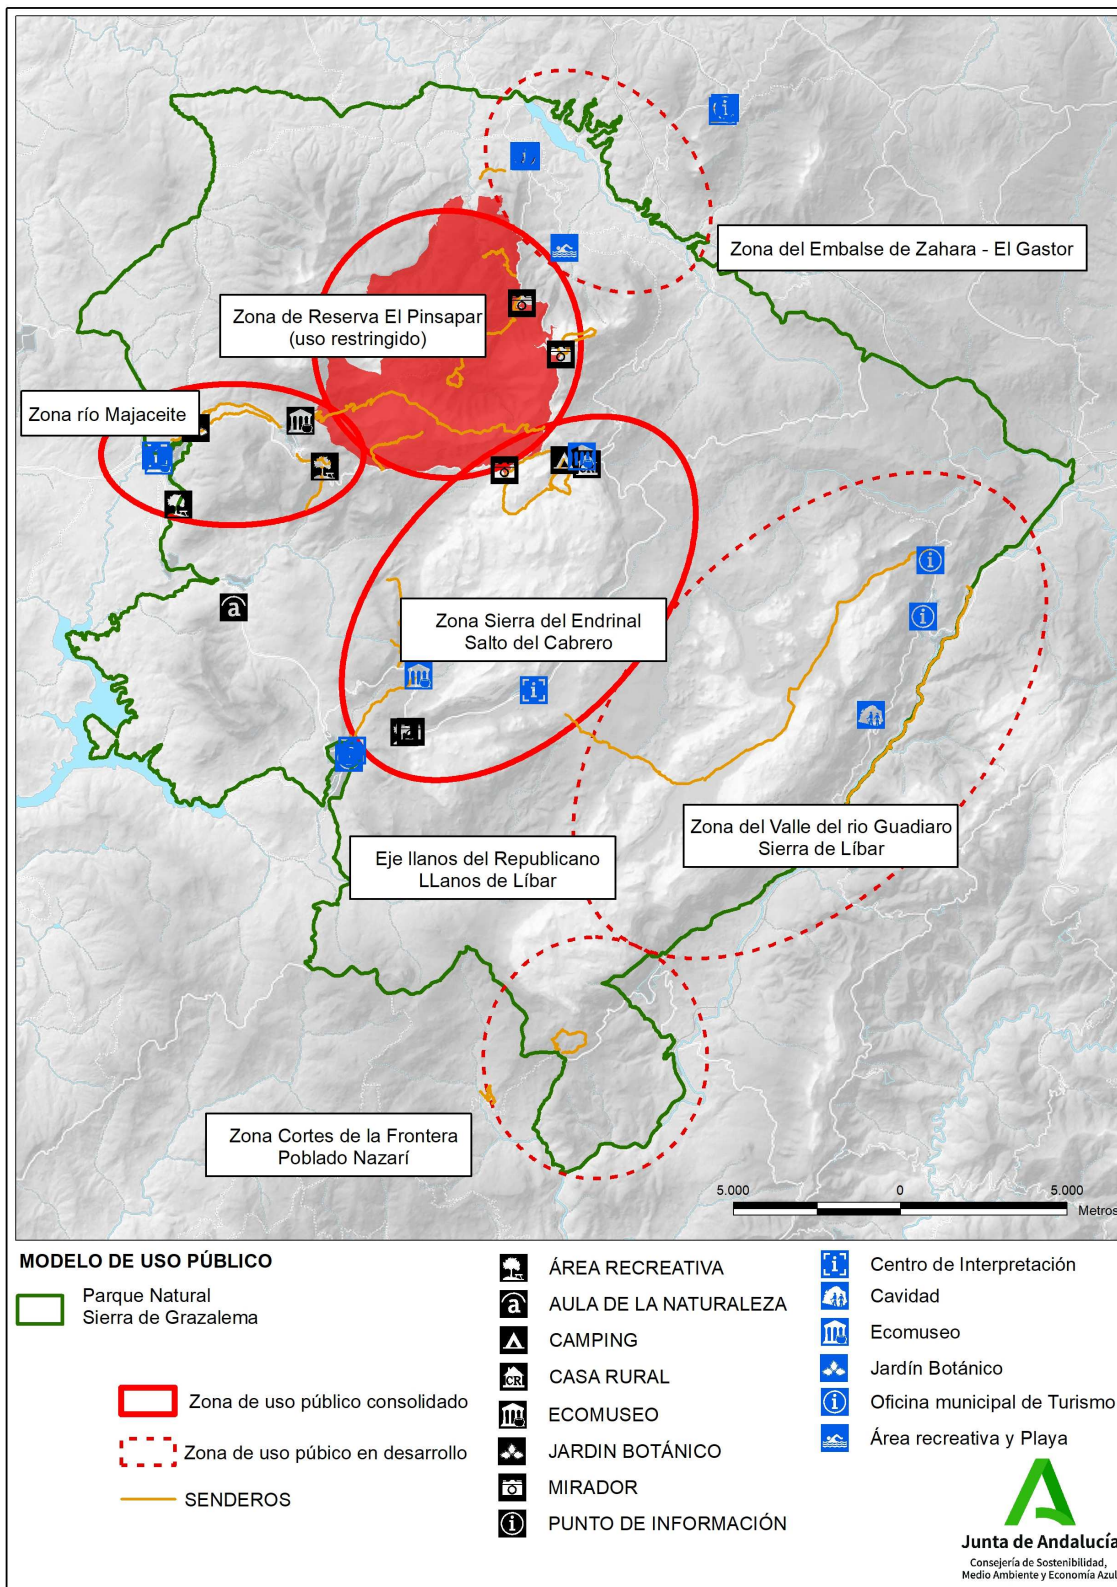 Zona del Embalse de Zahara - El Gastor
Zona de Reserva El Pinsapar
(uso restringido)
Zona río Majaceite
Zona Sierra del Endrinal
Salto del Cabrero
Zona del Valle del rio Guadiaro
Sierra de Líbar
Eje llanos del Republicano
LLanos de Líbar
Zona Cortes de la Frontera
Poblado Nazarí
5.000 0 5.000
Metros
MODELO DE USO PÚBLICO
Parque Natural
Sierra de Grazalema
Zona de uso público consolidado
Zona de uso púbico en desarrollo
SENDEROS
ÁREA RECREATIVA
AULA DE LA NATURALEZA
CAMPING
CASA RURAL
ECOMUSEO
JARDIN BOTÁNICO
MIRADOR
PUNTO DE INFORMACIÓN
Centro de Interpretación
Cavidad
Ecomuseo
Jardín Botánico
Oficina municipal de Turismo
Área recreativa y Playa
Junta de Andalucía
Consejería de Sostenibilidad,
Medio Ambiente y Economía Azul